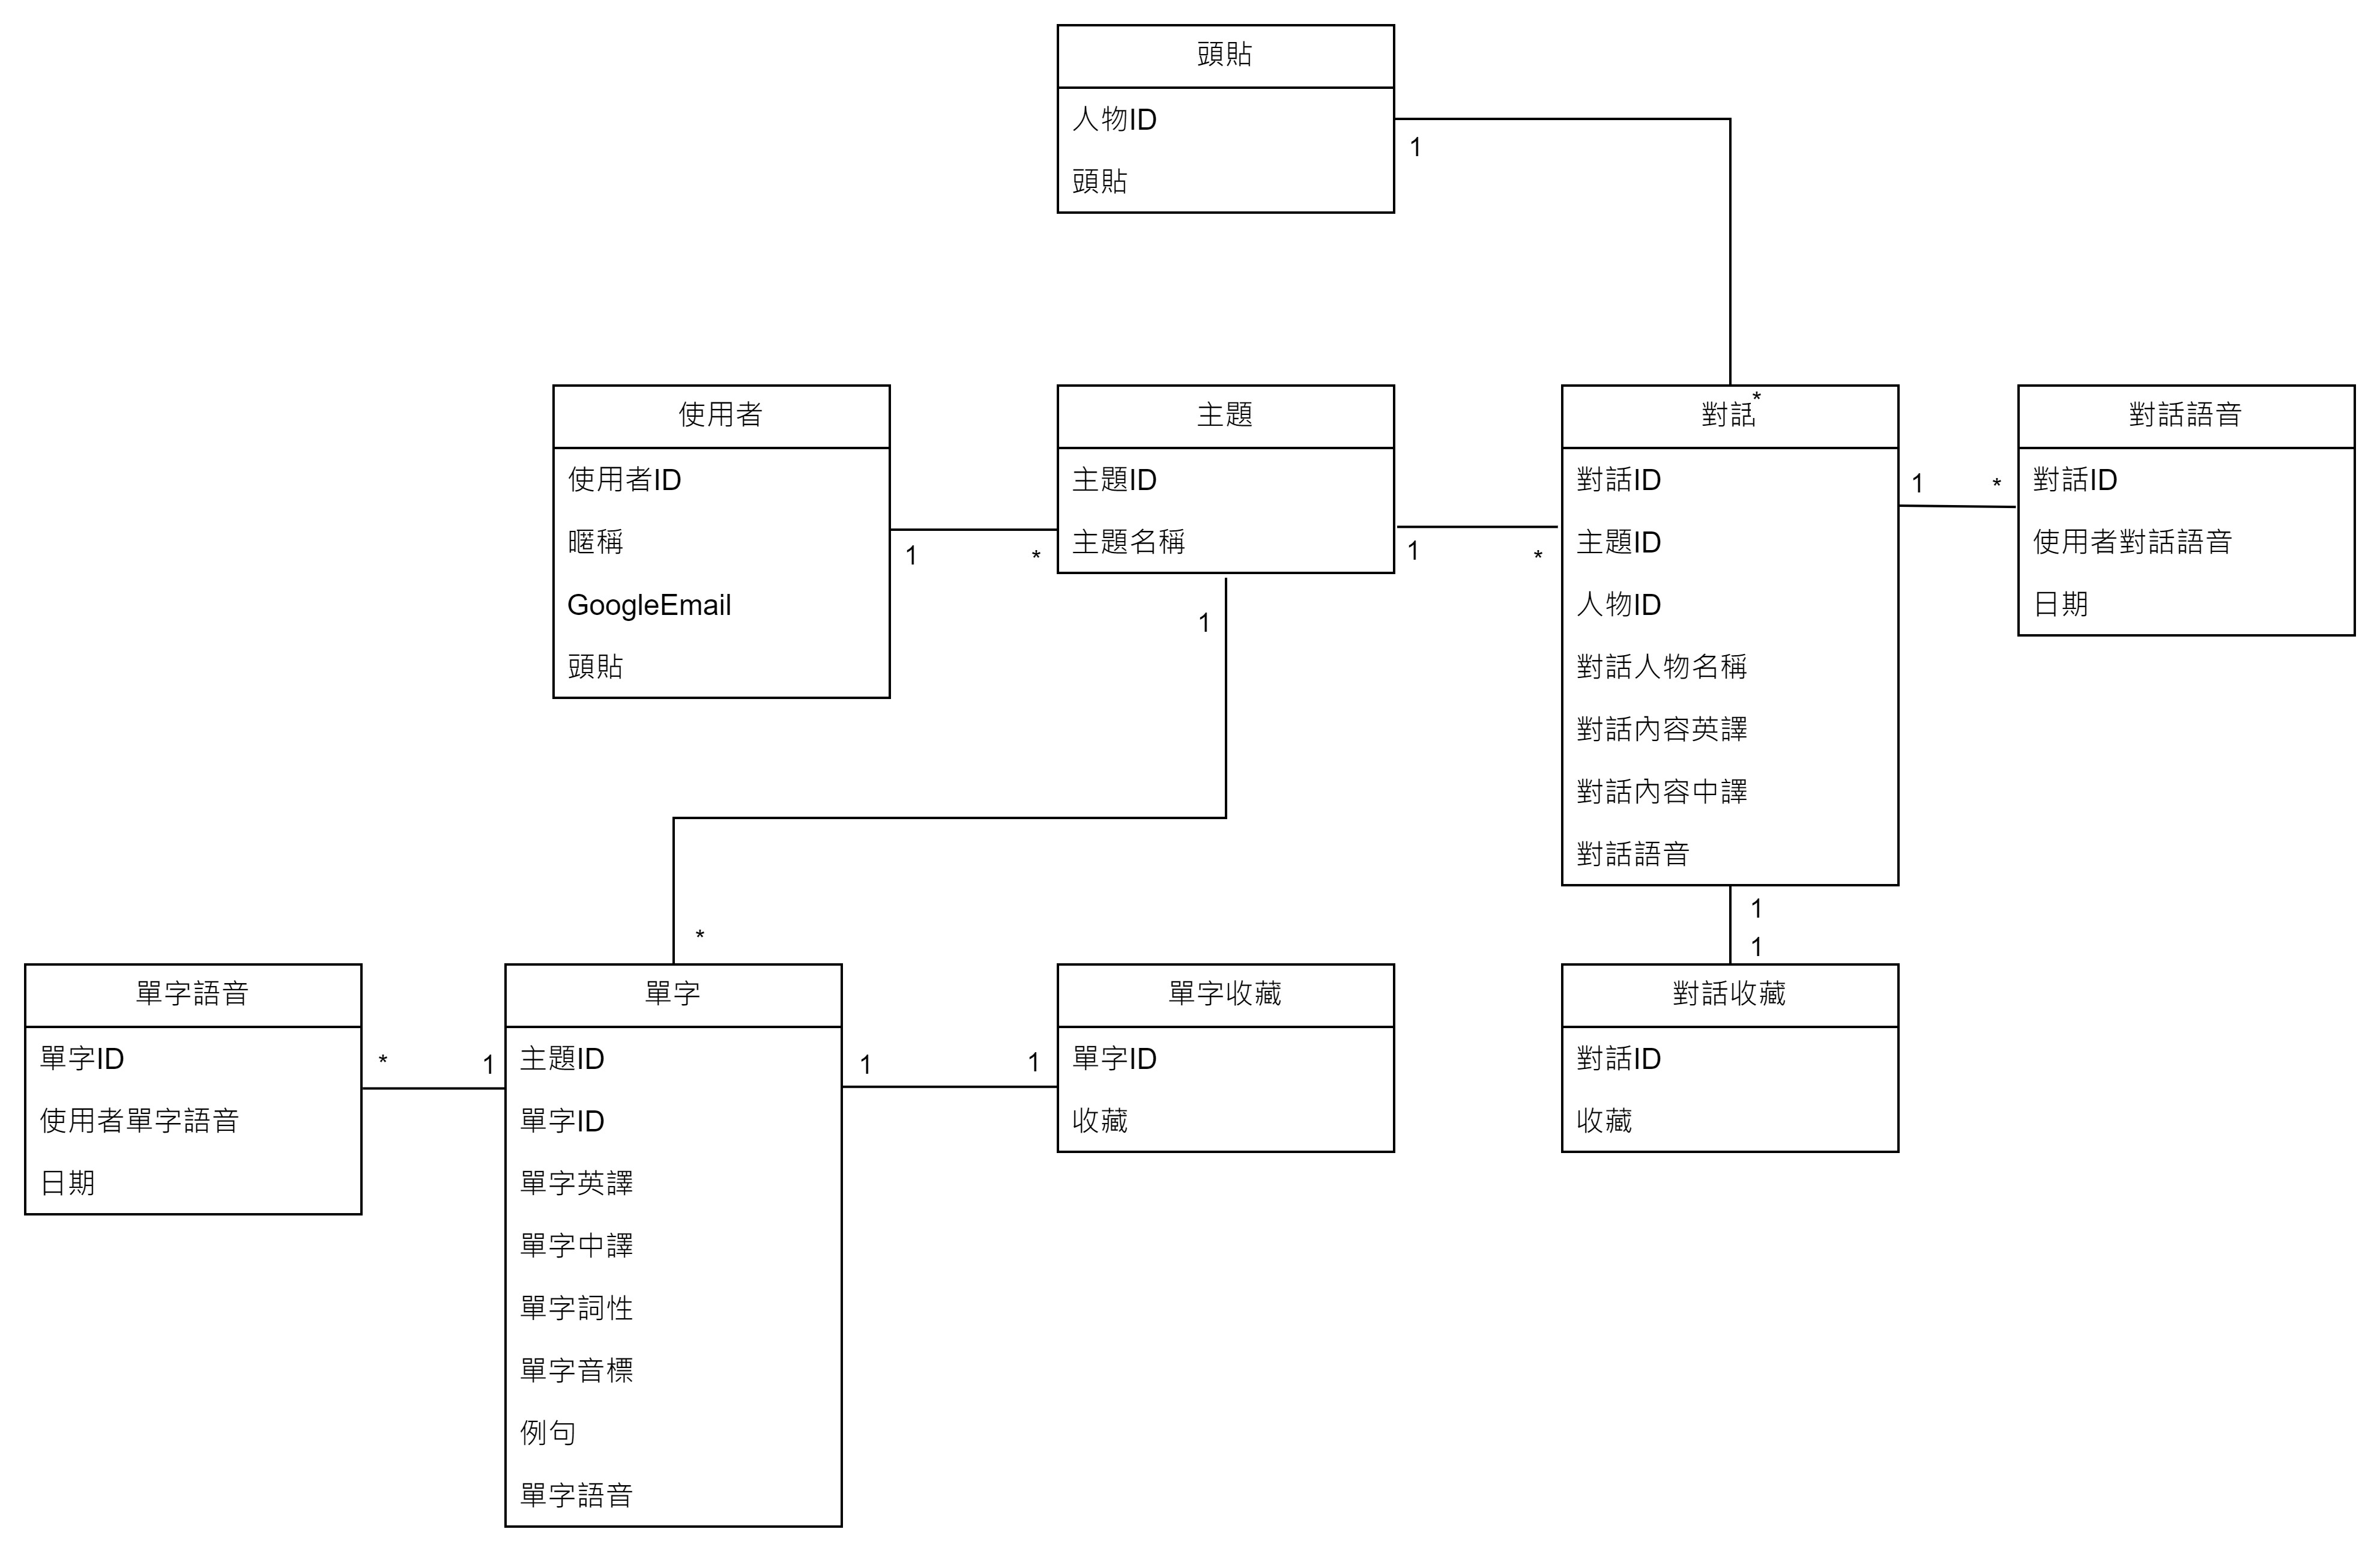 頭貼
人物ID
頭貼
1
使用者
使用者ID
暱稱
GoogleEmail
頭貼
1
*
主題
主題ID
主題名稱
1
*
1
*
對話
對話ID
主題ID
人物ID
對話人物名稱
對話內容英譯
對話內容中譯
對話語音
1
*
對話語音
對話ID
使用者對話語音
日期
1
1
*
單字語音
單字ID
使用者單字語音
日期
*
1
單字
主題ID
單字ID
單字英譯
單字中譯
單字詞性
單字音標
例句
單字語音
1
1
單字收藏
單字ID
收藏
對話收藏
對話ID
收藏